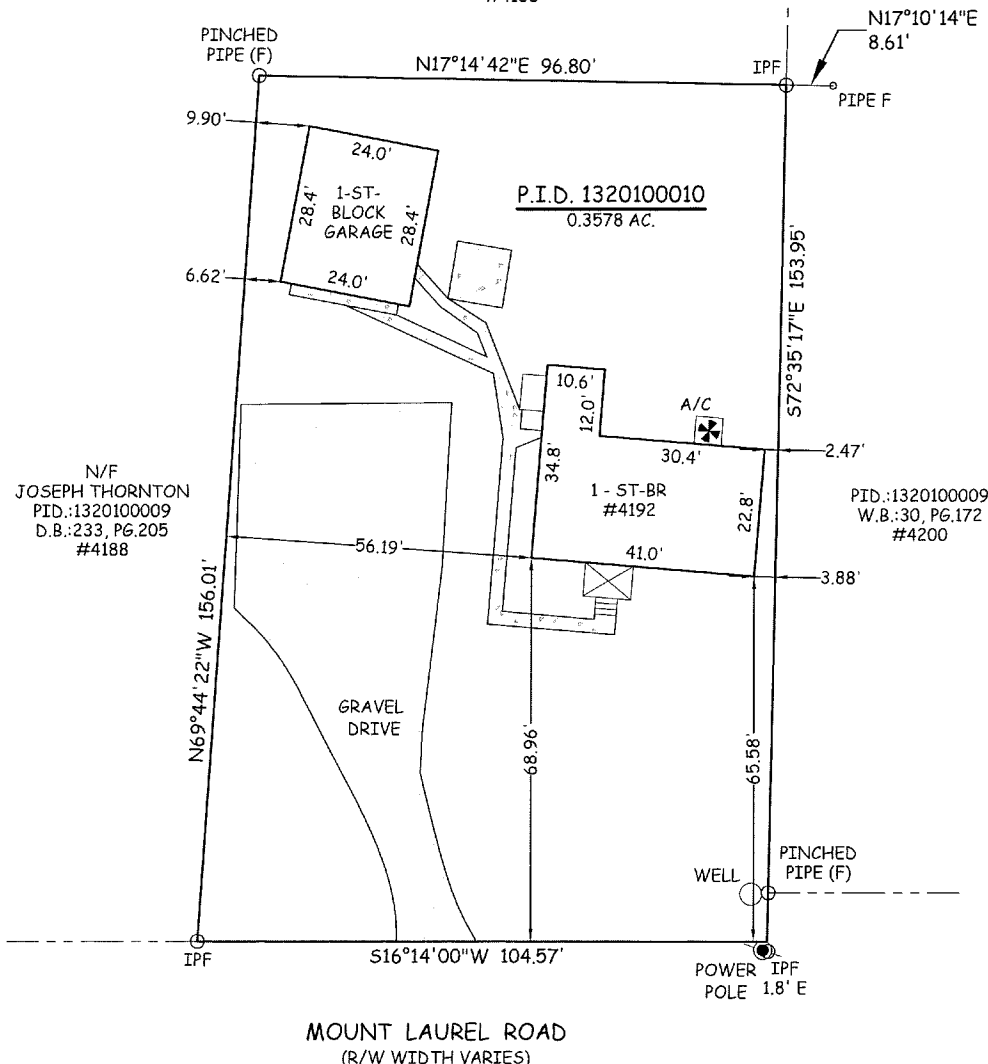 N17°10'14"E
8.61'
PINCHED
PIPE (F)
N17°14'42"E 96.80'
IPF
PIPE F
9.90'
24.0'
1-ST-
BLOCK
GARAGE
28.4'
28.4'
P.I.D. 1320100010
0.3578 AC.
S72°35'17"E 153.95'
6.62'
24.0'
10.6'
12.0'
A/C
30.4'
2.47'
34.8'
1 - ST-BR
#4192
22.8'
N/F
JOSEPH THORNTON
PID.:1320100009
D.B.:233, PG.205
#4188
PID.:1320100009
W.B.:30, PG.172
#4200
56.19'
41.0'
3.88'
N69°44'22"W 156.01'
GRAVEL
DRIVE
68.96'
65.58'
WELL
PINCHED
PIPE (F)
IPF
S16°14'00"W 104.57'
POWER
POLE
IPF
1.8' E
MOUNT LAUREL ROAD
(R/W WIDTH VARIES)